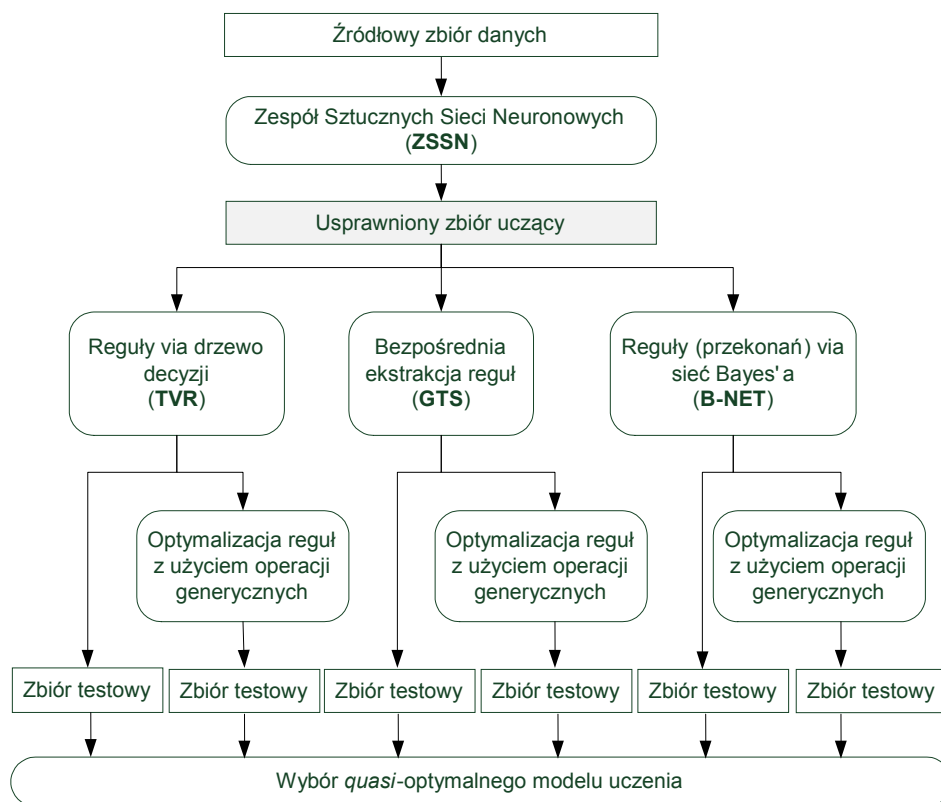 Źródłowy zbiór danych
Zespół Sztucznych Sieci Neuronowych
(ZSSN)
Usprawniony zbiór uczący
Reguły via drzewo
decyzji
(TVR)
Bezpośrednia
ekstrakcja reguł
(GTS)
Reguły (przekonań) via
sieć Bayes'a
(B-NET)
Optymalizacja reguł
z użyciem operacji
generycznych
Optymalizacja reguł
z użyciem operacji
generycznych
Optymalizacja reguł
z użyciem operacji
generycznych
Zbiór testowy
Zbiór testowy
Zbiór testowy
Zbiór testowy
Zbiór testowy
Zbiór testowy
Wybór quasi-optymalnego modelu uczenia